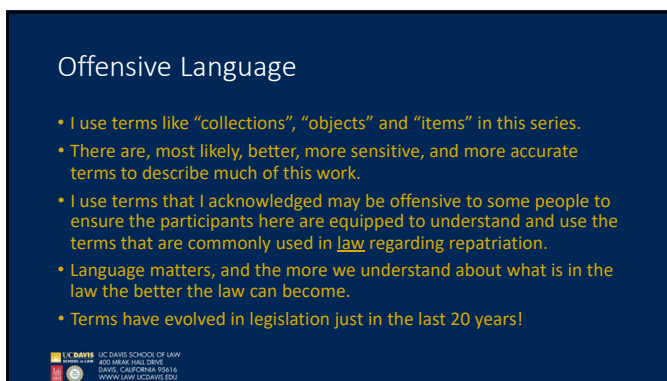 Offensive Language
• I use terms like “collections”, “objects” and “items” in this series.
• There are, most likely, better, more sensitive, and more accurate
terms to describe much of this work.
• I use terms that I acknowledged may be offensive to some people to
ensure the participants here are equipped to understand and use the
terms that are commonly used in law regarding repatriation.
• Language matters, and the more we understand about what is in the
law the better the law can become.
• Terms have evolved in legislation just in the last 20 years!
UCDAVIS
SCHOOL OF LAW
UC DAVIS SCHOOL OF LAW
400 MRAK HALL DRIVE
DAVIS, CALIFORNIA 95616
WWW.LAW.UCDAVIS.EDU